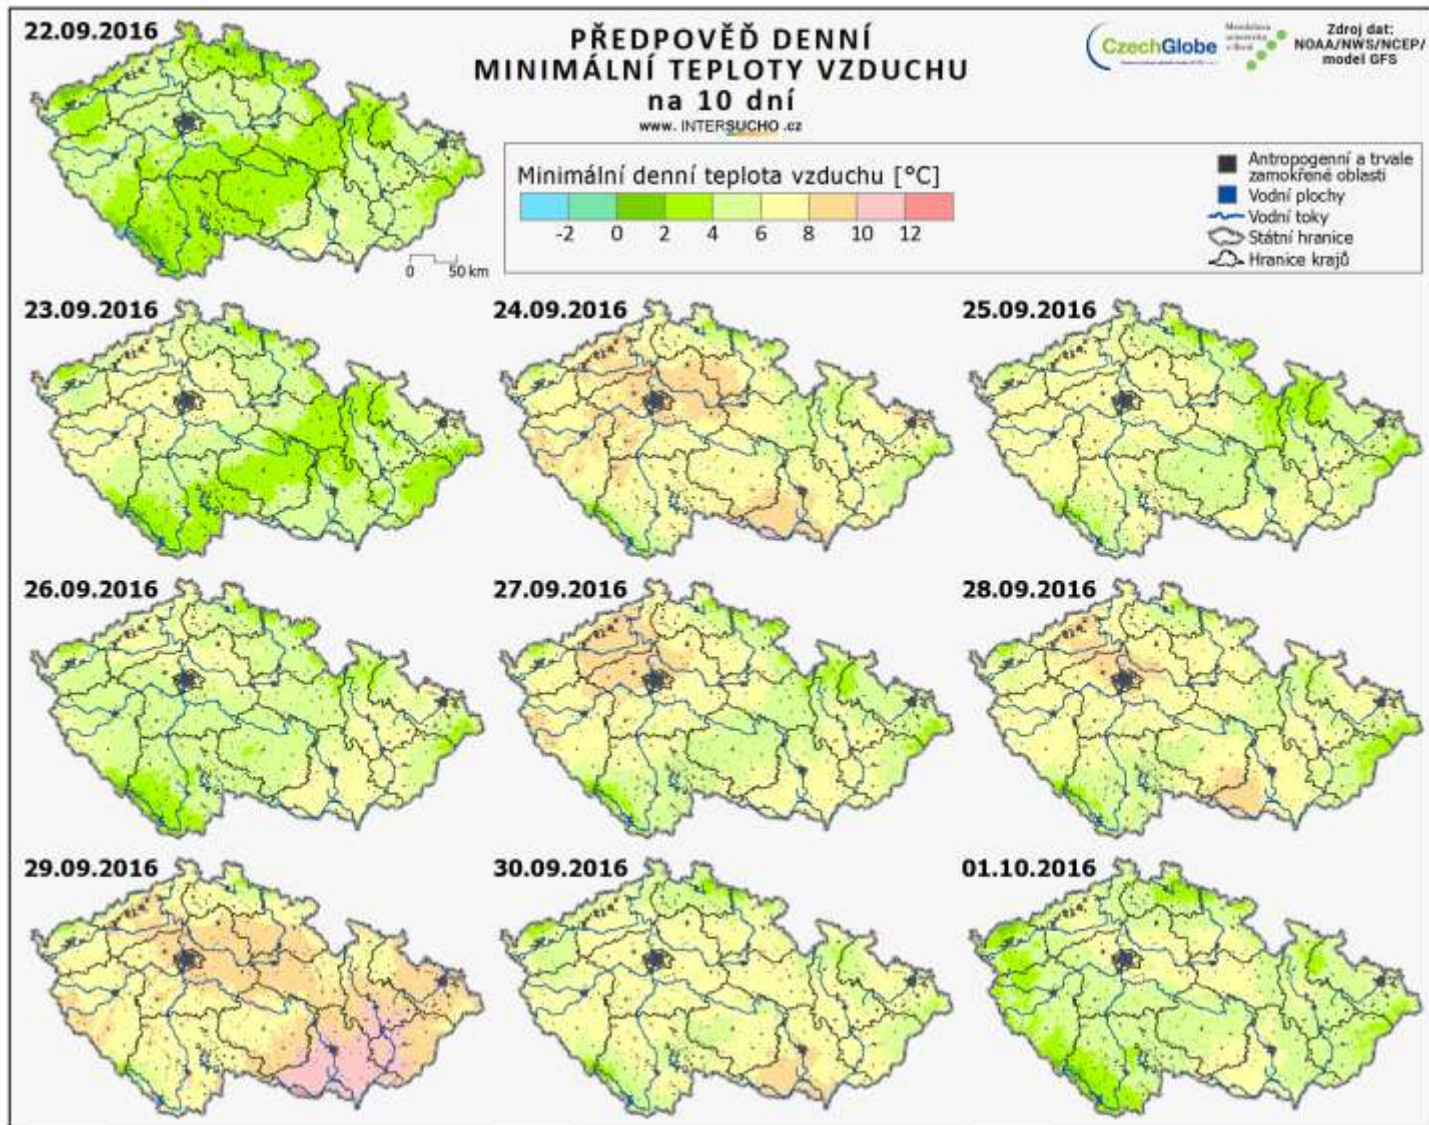 22.09.2016
PŘEDPOVĚĎ DENNÍ
MINIMÁLNÍ TEPLOTY VZDUCHU
na 10 dní
www. INTERSUCHO .cz
CzechGlobe
Zdroj dat:
NOAA/NWS/NCEP/
model GFS
Minimální denní teplota vzduchu [°C]
-2 0 2 4 6 8 10 12
Antropogenní a trvale
zamokřené oblasti
Vodní plochy
Vodní toky
Státní hranice
Hranice krajů
0 50 km
23.09.2016
24.09.2016
25.09.2016
26.09.2016
27.09.2016
28.09.2016
29.09.2016
30.09.2016
01.10.2016